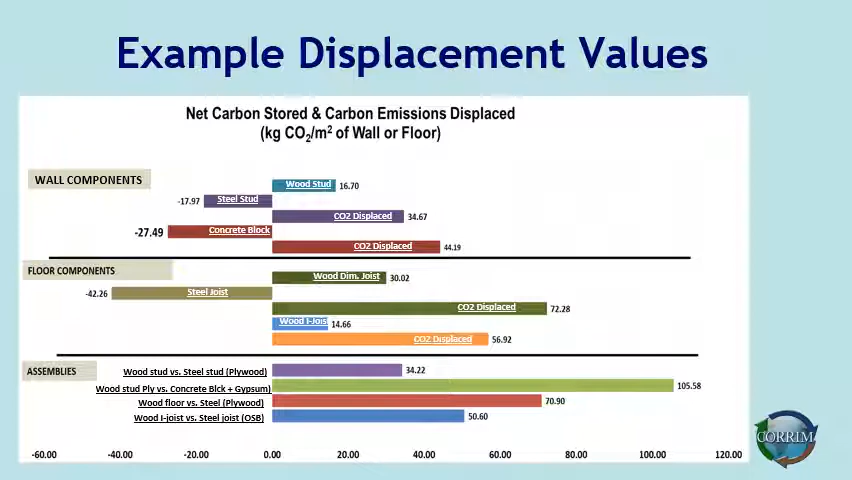 Example Displacement Values
Net Carbon Stored & Carbon Emissions Displaced
(kg CO2/m2 of Wall or Floor)
WALL COMPONENTS
Wood Stud 16.70
-17.97 Steel Stud
CO2 Displaced 34.67
-27.49 Concrete Block
CO2 Displaced 44.19
FLOOR COMPONENTS
Wood Dim. Joist 30.02
-42.26 Steel Joist
CO2 Displaced 72.28
Wood I-Joist 14.66
CO2 Displaced 56.92
ASSEMBLIES
Wood stud vs. Steel stud (Plywood) 34.22
Wood stud Ply vs. Concrete Blck + Gypsum) 105.58
Wood floor vs. Steel (Plywood) 70.90
Wood I-joist vs. Steel joist (OSB) 50.60
CORRIM
-60.00 -40.00 -20.00 0.00 20.00 40.00 60.00 80.00 100.00 120.00